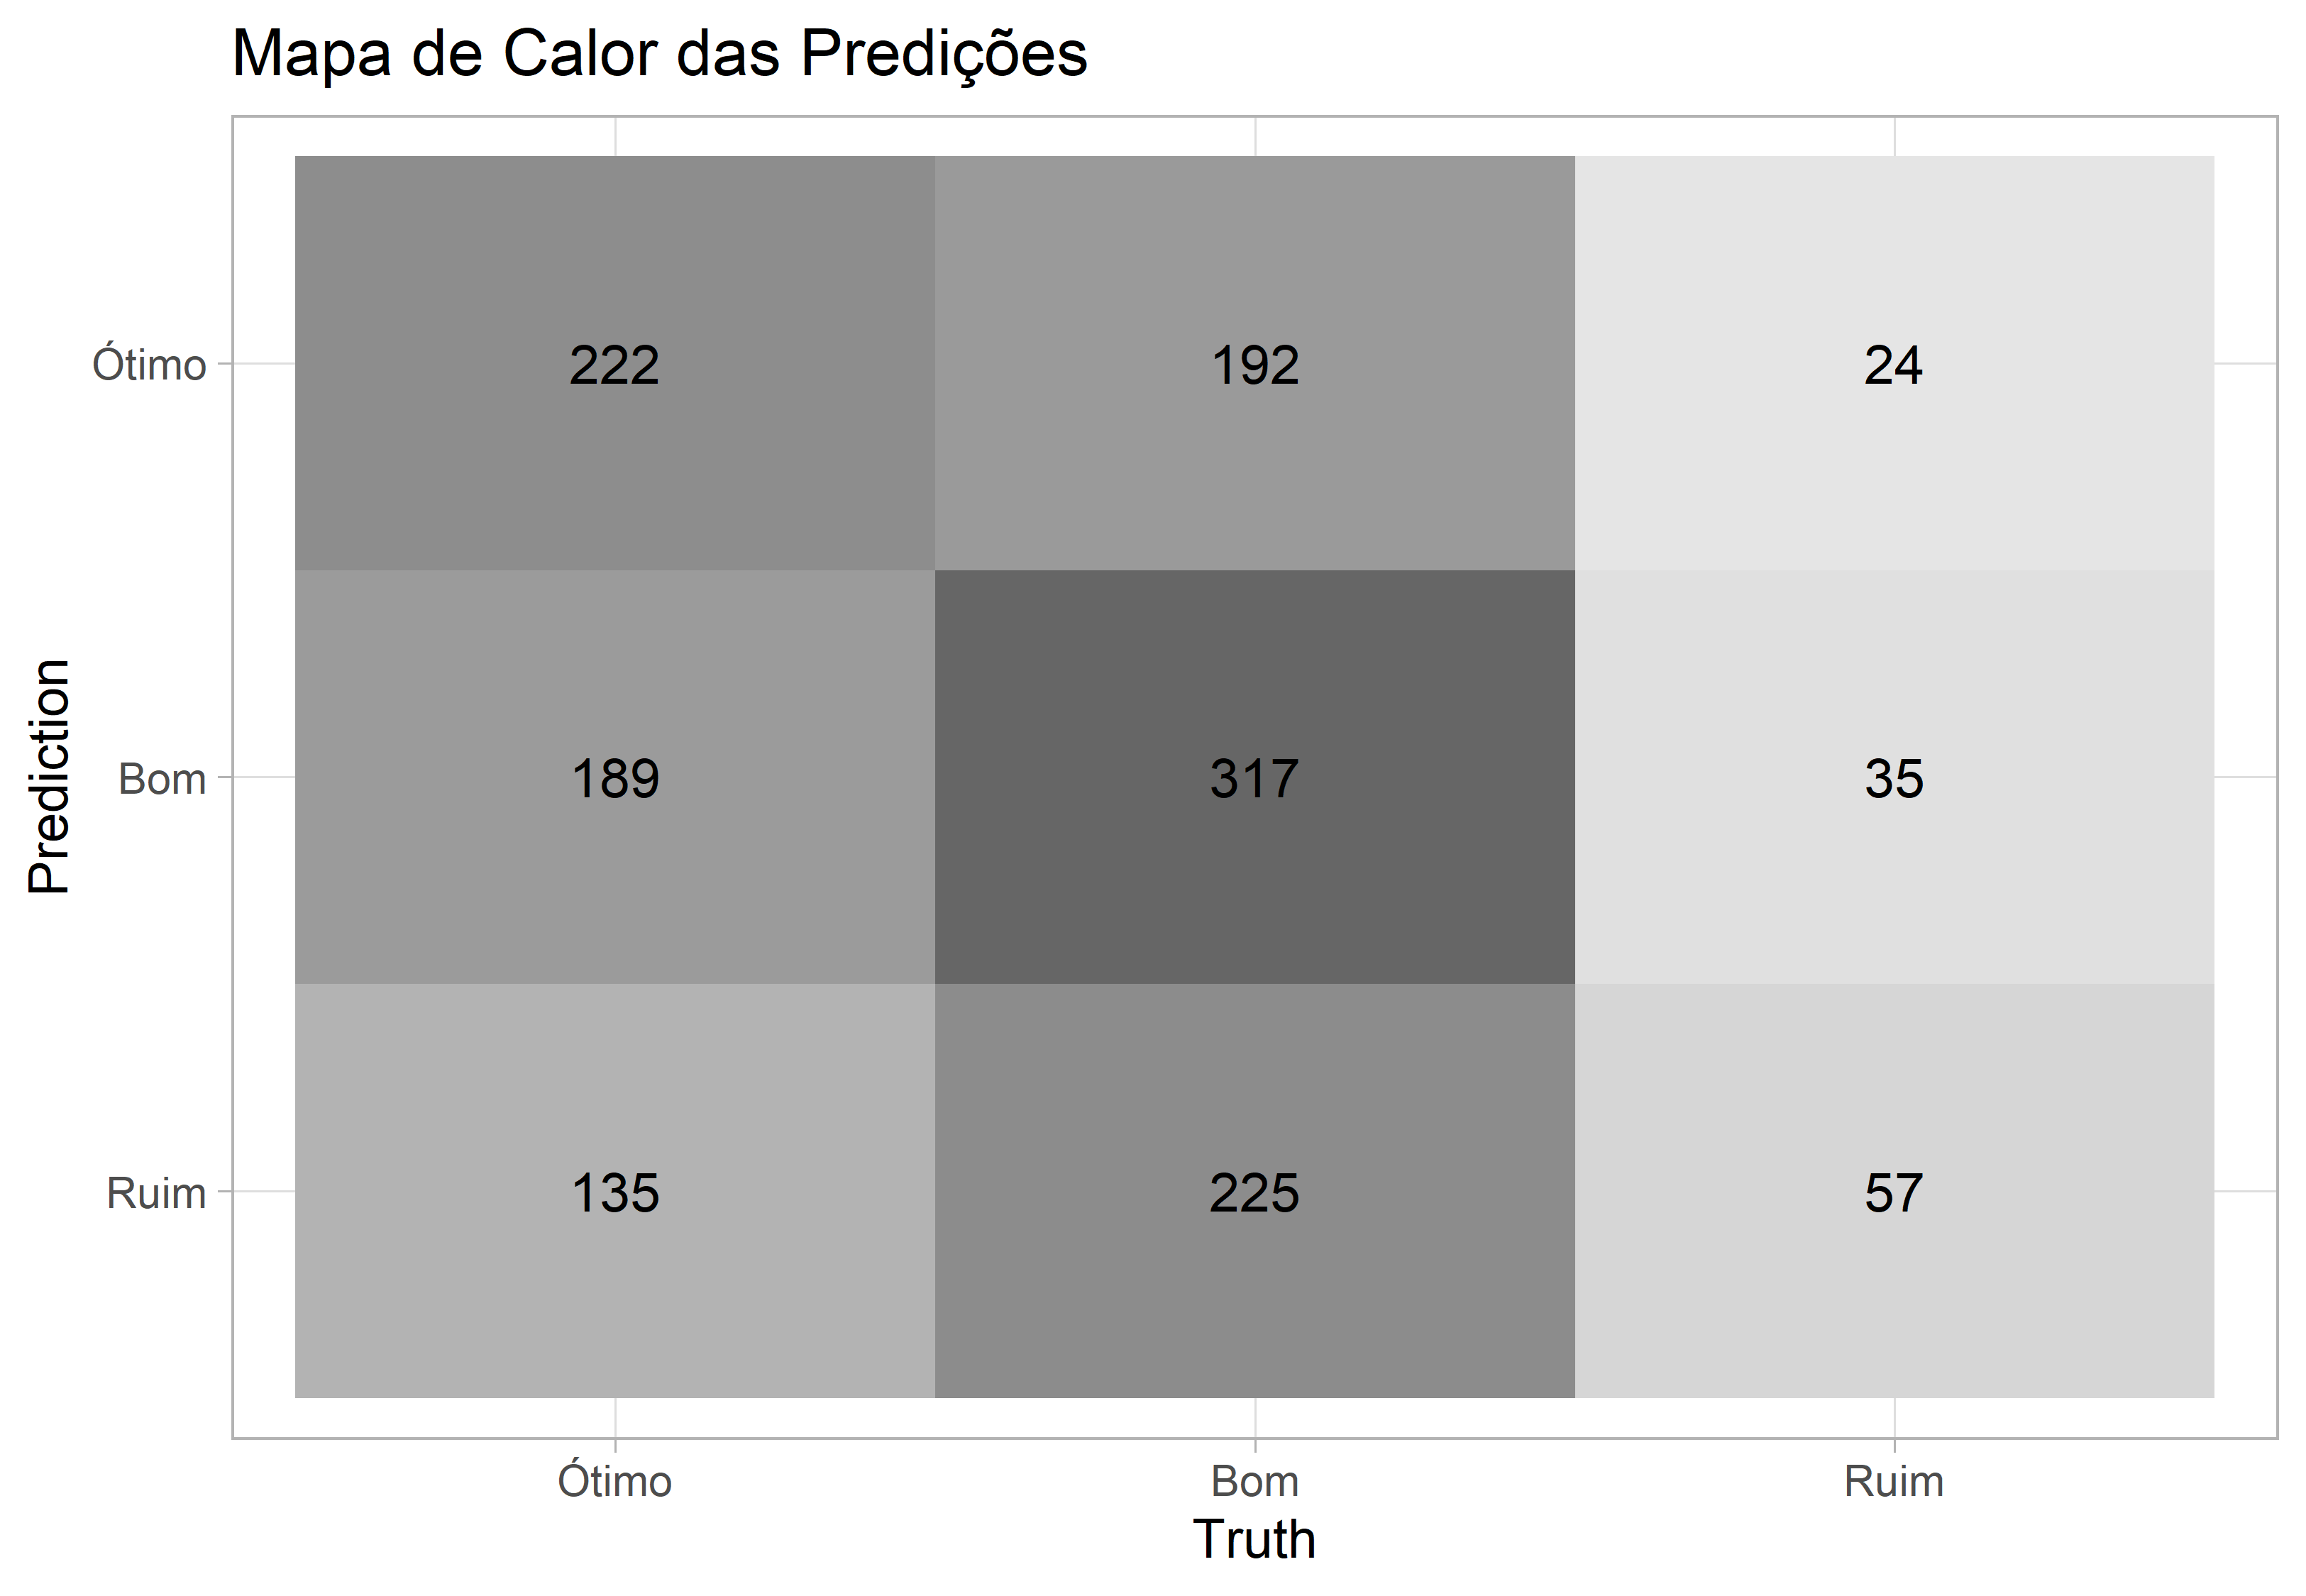 Mapa de Calor das Predições
Prediction
Ótimo 222 192 24
Bom 189 317 35
Ruim 135 225 57
Ótimo Bom Ruim
Truth